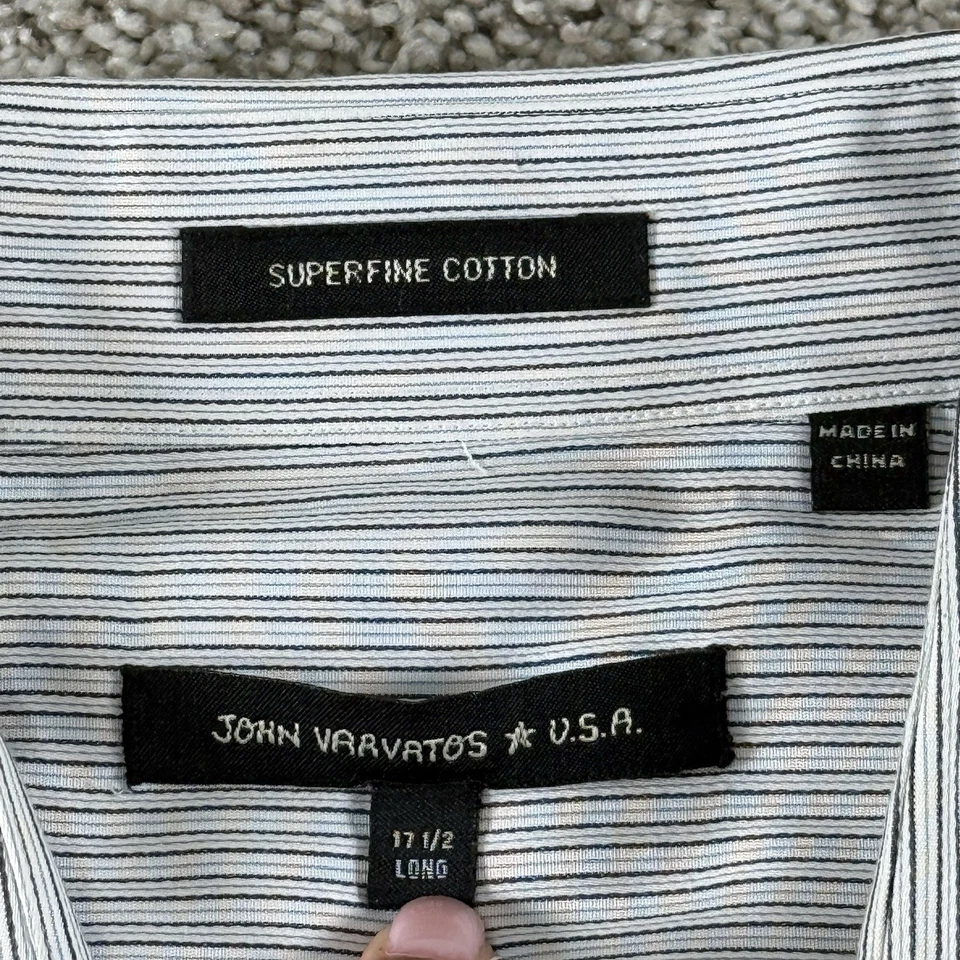 SUPERFINE COTTON
MADE IN
CHINA
JOHN VARVATOS ★ U.S.A.
17 1/2
LONG